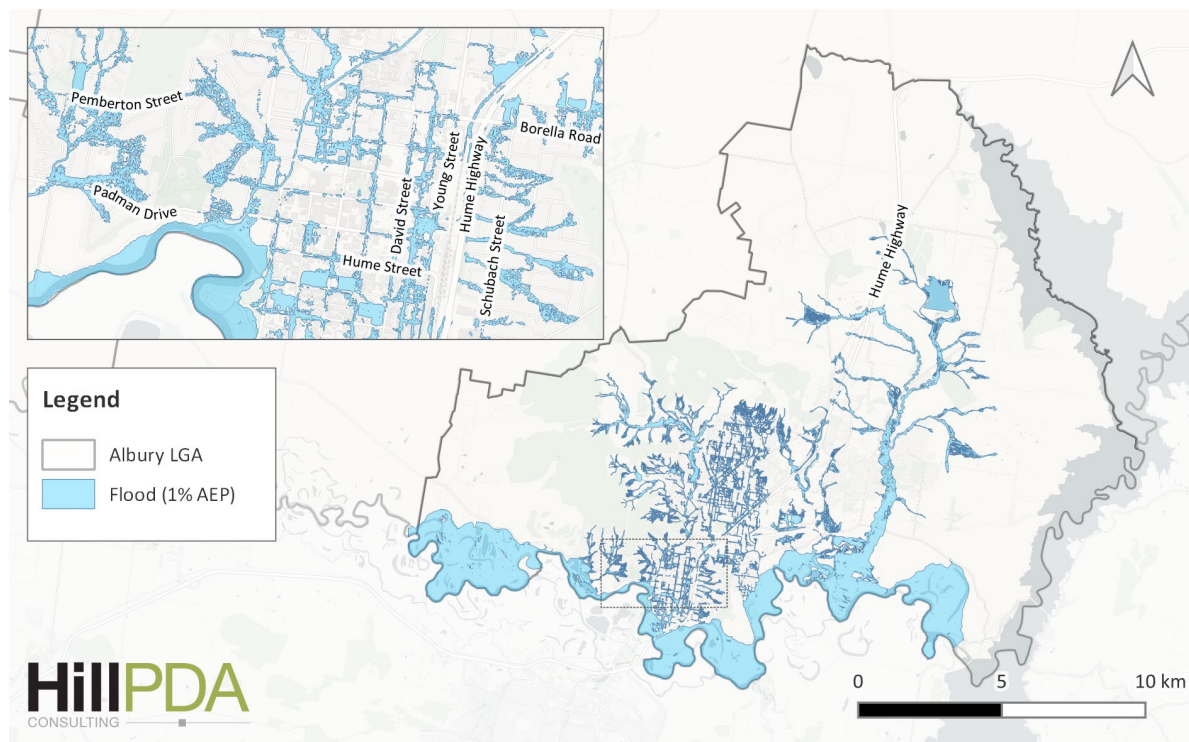 Pemberton Street
Borella Road
Young Street
Hume Highway
David Street
Padman Drive
Schubach Street
Hume Street
Hume Highway
Legend
Albury LGA
Flood (1% AEP)
HillPDA
CONSULTING
0 5 10 km